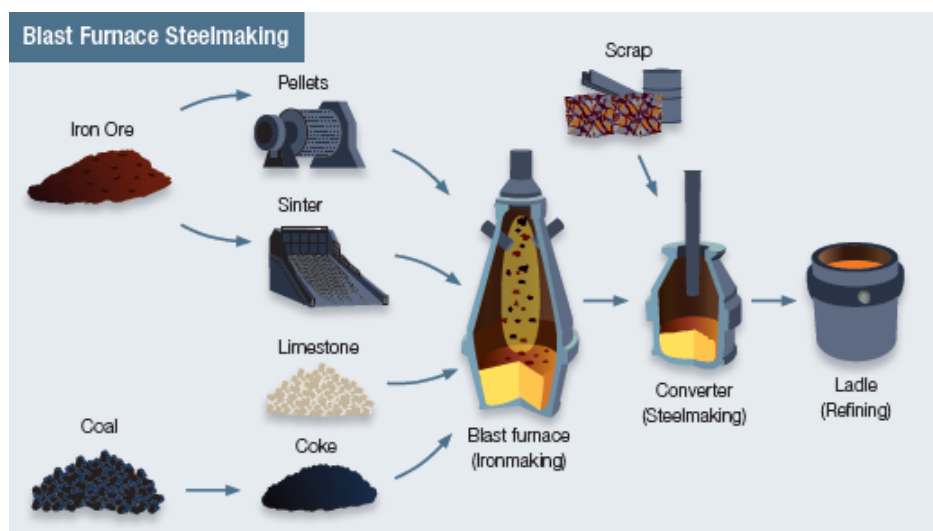 Blast Furnace Steelmaking
Scrap
Pellets
Iron Ore
Sinter
Limestone
Coal
Coke
Blast furnace
(Ironmaking)
Converter
(Steelmaking)
Ladle
(Refining)